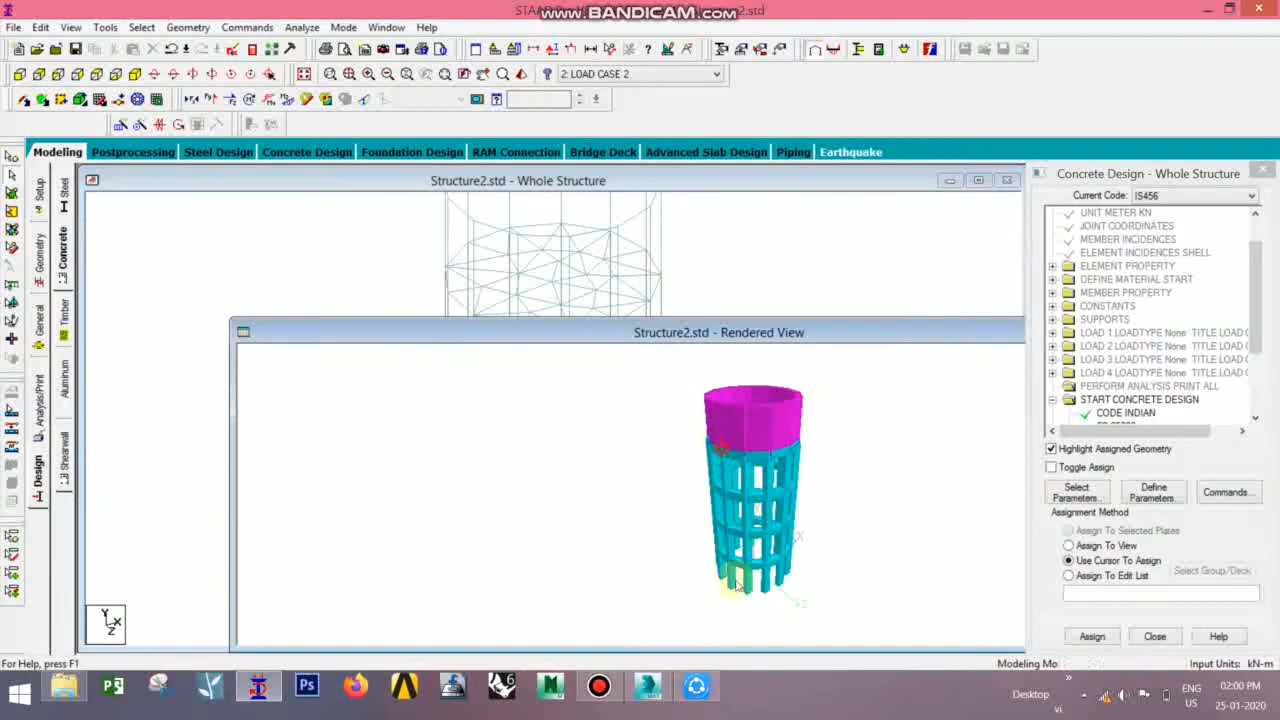 www.BANDICAM.com
STAAD
2.std
File Edit View Tools Select Geometry Commands Analyze Mode Window Help
2: LOAD CASE 2
Modeling Postprocessing Steel Design Concrete Design Foundation Design RAM Connection Bridge Deck Advanced Slab Design Piping Earthquake
Setup
Geometry
General
Analysis/Print
Design
Steel
Concrete
Timber
Aluminum
Shearwall
Structure2.std - Whole Structure
Structure2.std - Rendered View
X
Z
Y
X
Z
Concrete Design - Whole Structure
Current Code: IS456
UNIT METER KN
JOINT COORDINATES
MEMBER INCIDENCES
ELEMENT INCIDENCES SHELL
ELEMENT PROPERTY
DEFINE MATERIAL START
MEMBER PROPERTY
CONSTANTS
SUPPORTS
LOAD 1 LOADTYPE None TITLE LOAD C
LOAD 2 LOADTYPE None TITLE LOAD C
LOAD 3 LOADTYPE None TITLE LOAD C
LOAD 4 LOADTYPE None TITLE LOAD C
PERFORM ANALYSIS PRINT ALL
START CONCRETE DESIGN
CODE INDIAN
Highlight Assigned Geometry
Toggle Assign
Select Parameters...
Define Parameters...
Commands...
Assignment Method
Assign To Selected Plates
Assign To View
Use Cursor To Assign
Select Group/Deck
Assign To Edit List
Assign Close Help
For Help, press F1
Modeling Mo
Input Units: kN-m
Ps
6
Desktop
ENG
US
02:00 PM
25-01-2020